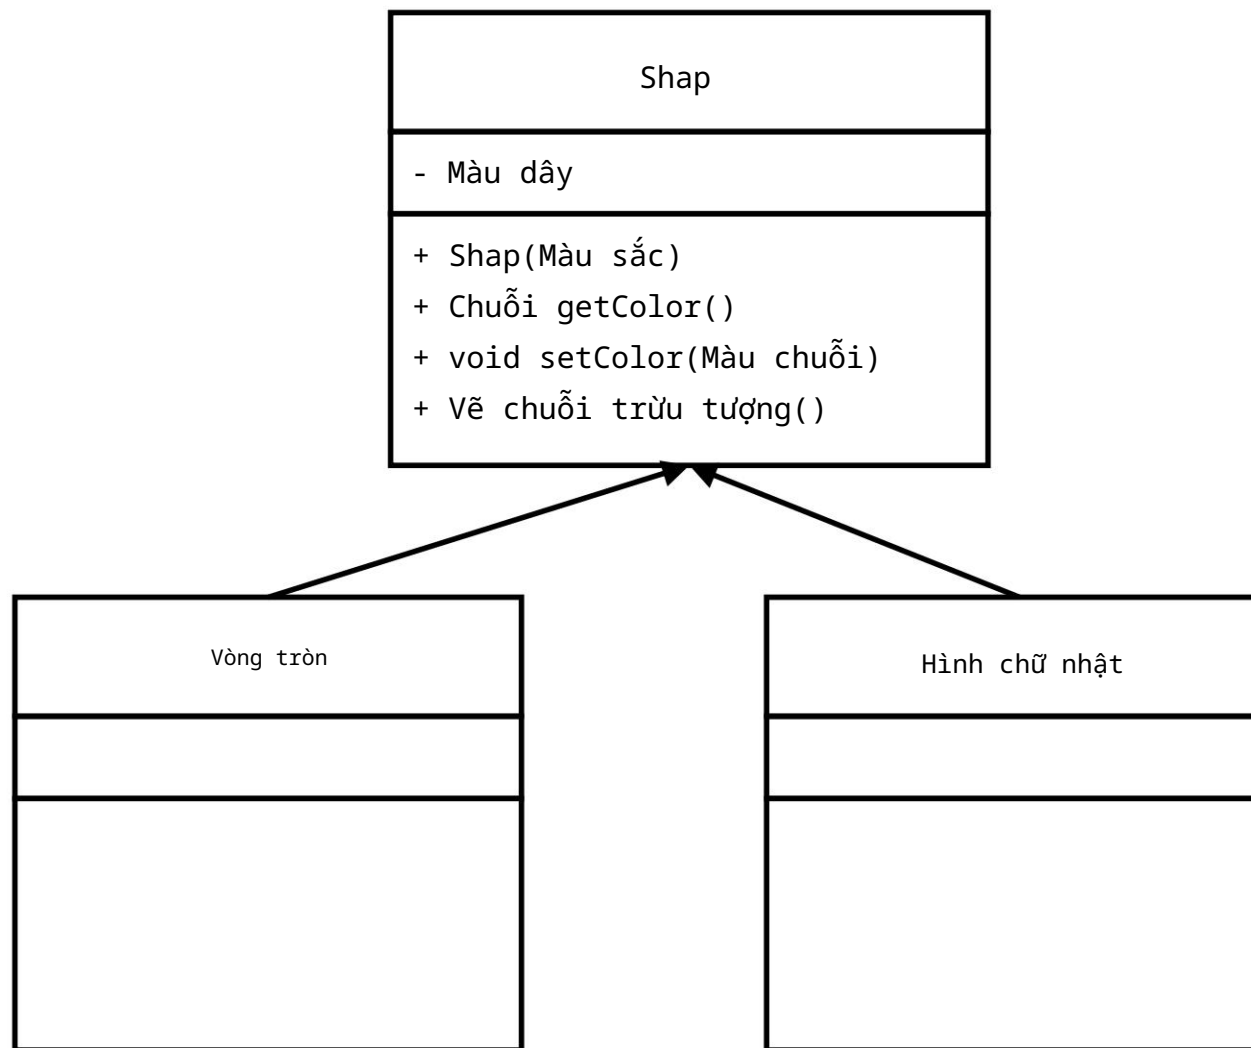 Shap
- Màu dây
+ Shap(Màu sắc)
+ Chuỗi getColor()
+ void setColor(Màu chuỗi)
+ Vẽ chuỗi trừu tượng()
Vòng tròn
Hình chữ nhật